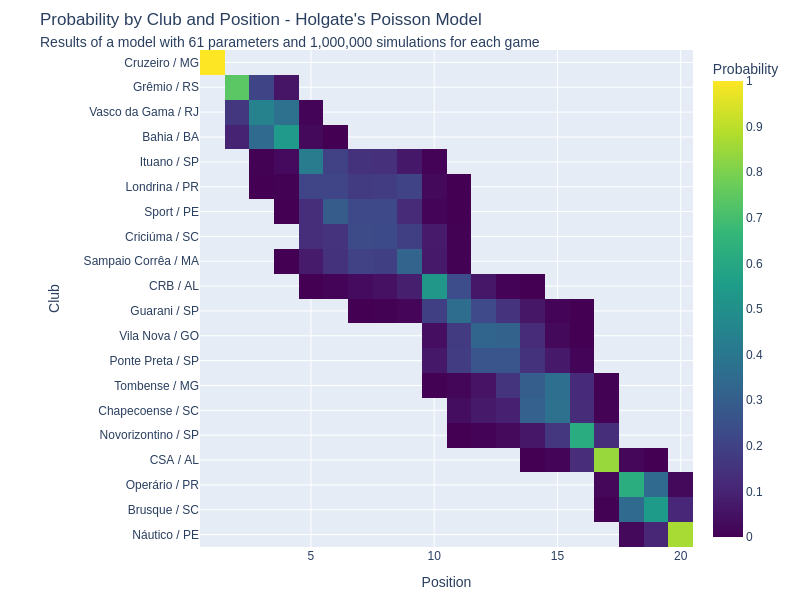 Probability by Club and Position - Holgate's Poisson Model
Results of a model with 61 parameters and 1,000,000 simulations for each game
Probability
Cruzeiro / MG
Grêmio / RS
Vasco da Gama / RJ
Bahia / BA
Ituano / SP
Londrina / PR
Sport / PE
Criciúma / SC
Sampaio Corrêa / MA
CRB / AL
Guarani / SP
Vila Nova / GO
Ponte Preta / SP
Tombense / MG
Chapecoense / SC
Novorizontino / SP
CSA / AL
Operário / PR
Brusque / SC
Náutico / PE
Club
5
10
15
20
Position
1
0.9
0.8
0.7
0.6
0.5
0.4
0.3
0.2
0.1
0